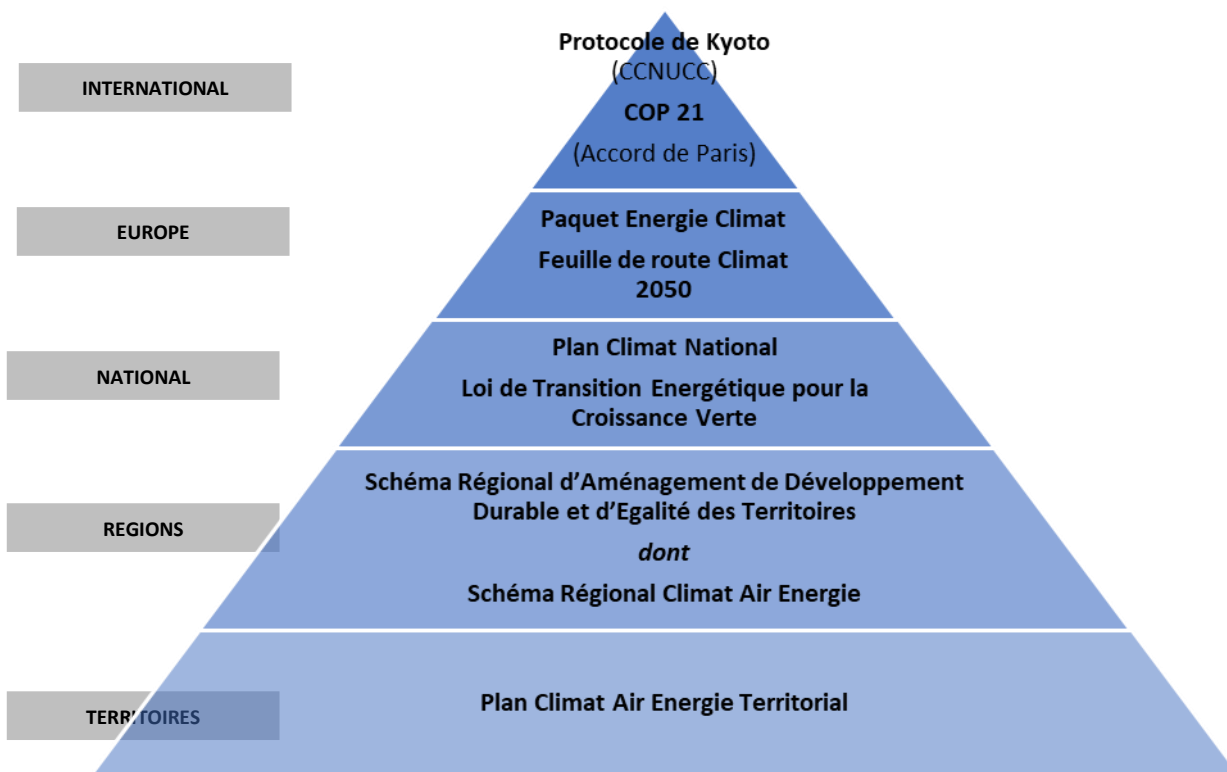 INTERNATIONAL
Protocole de Kyoto
(CCNUCC)
COP 21
(Accord de Paris)
EUROPE
Paquet Energie Climat
Feuille de route Climat
2050
NATIONAL
Plan Climat National
Loi de Transition Energétique pour la
Croissance Verte
REGIONS
Schéma Régional d’Aménagement de Développement
Durable et d’Egalité des Territoires
dont
Schéma Régional Climat Air Energie
TERRITOIRES
Plan Climat Air Energie Territorial